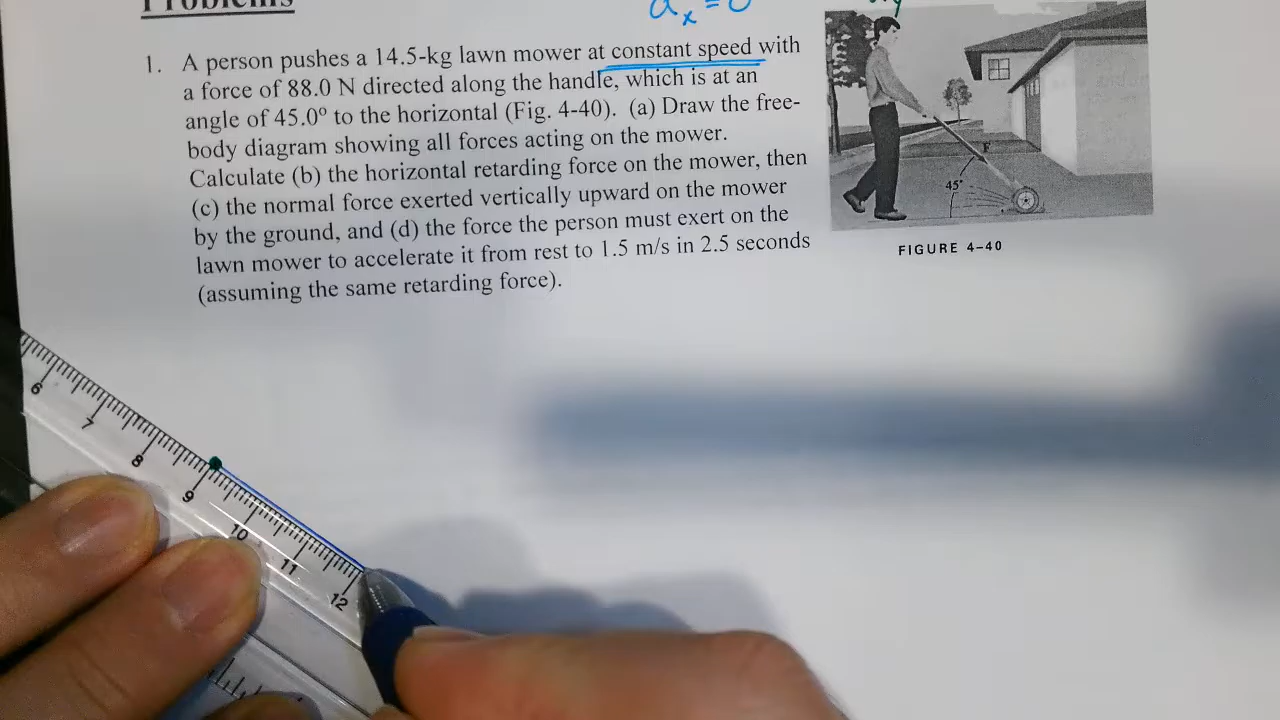 Problems
aₓ = 0
1. A person pushes a 14.5-kg lawn mower at constant speed with
a force of 88.0 N directed along the handle, which is at an
angle of 45.0º to the horizontal (Fig. 4-40). (a) Draw the free-
body diagram showing all forces acting on the mower.
Calculate (b) the horizontal retarding force on the mower, then
(c) the normal force exerted vertically upward on the mower
by the ground, and (d) the force the person must exert on the
lawn mower to accelerate it from rest to 1.5 m/s in 2.5 seconds
(assuming the same retarding force).
F
45°
FIGURE 4–40
6
7
8
9
10
11
12